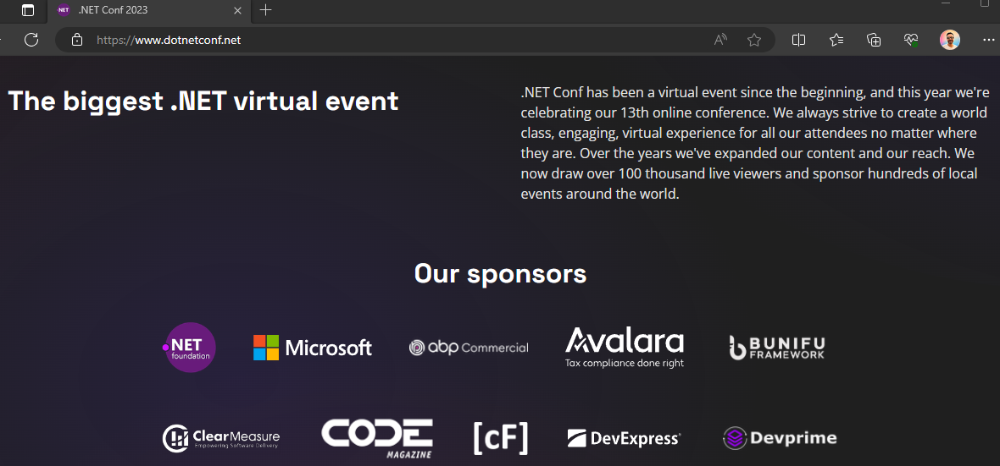 .NET Conf 2023
https://www.dotnetconf.net
The biggest .NET virtual event
.NET Conf has been a virtual event since the beginning, and this year we're
celebrating our 13th online conference. We always strive to create a world
class, engaging, virtual experience for all our attendees no matter where
they are. Over the years we've expanded our content and our reach. We
now draw over 100 thousand live viewers and sponsor hundreds of local
events around the world.
Our sponsors
.NET
foundation
Microsoft
abp Commercial
Avalara
Tax compliance done right
BUNIFU
FRAMEWORK
ClearMeasure
Empowering Software Delivery
CODE
MAGAZINE
[cF]
DevExpress
Devprime